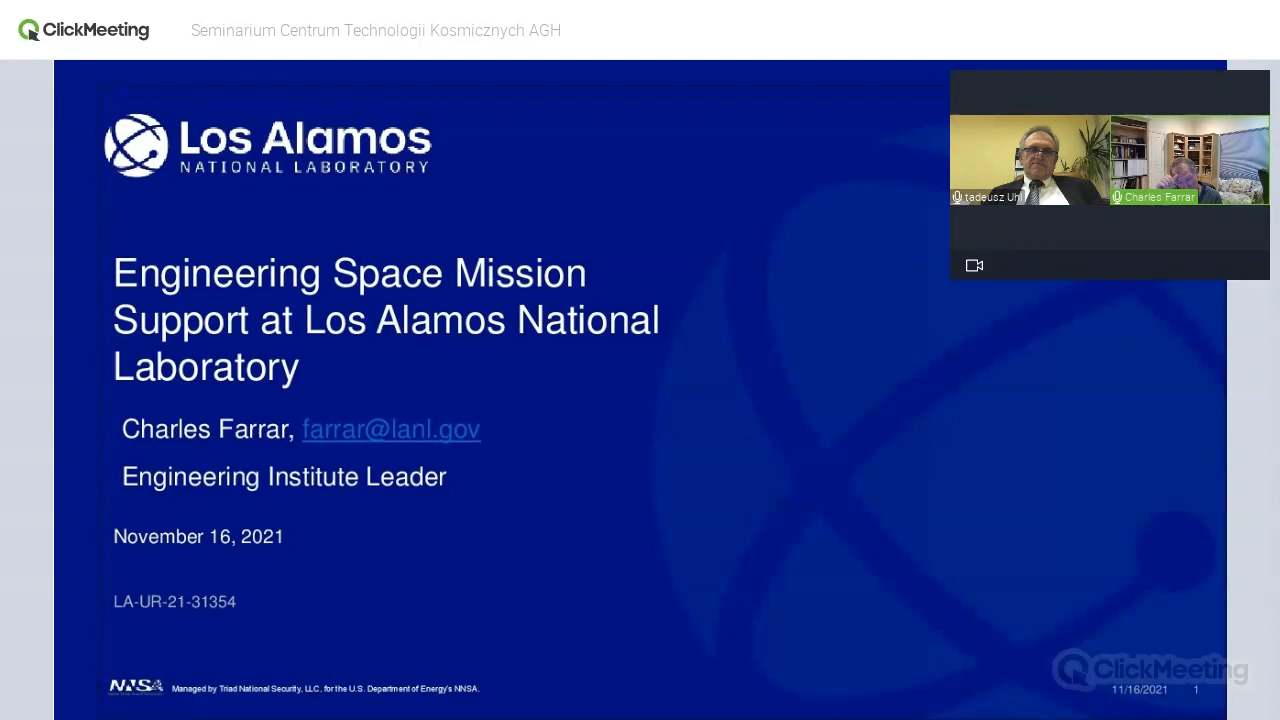 ClickMeeting
Seminarium Centrum Technologii Kosmicznych AGH
Los Alamos
NATIONAL LABORATORY
tadeusz Uhl
Charles Farrar
Engineering Space Mission
Support at Los Alamos National
Laboratory
Charles Farrar, farrar@lanl.gov
Engineering Institute Leader
November 16, 2021
LA-UR-21-31354
NNSA
Managed by Triad National Security, LLC. for the U.S. Department of Energy's NNSA.
ClickMeeting
11/16/2021 1